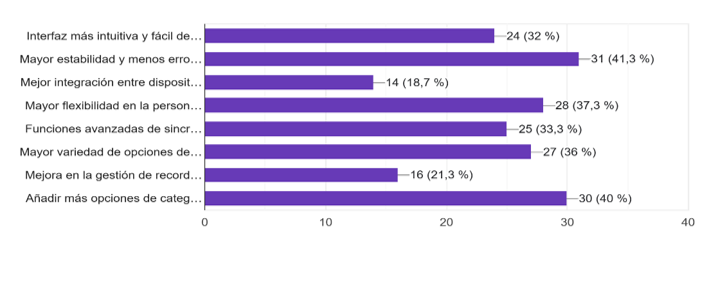 Interfaz más intuitiva y fácil de… 24 (32 %)
Mayor estabilidad y menos erro… 31 (41,3 %)
Mejor integración entre disposit… 14 (18,7 %)
Mayor flexibilidad en la person… 28 (37,3 %)
Funciones avanzadas de sincr… 25 (33,3 %)
Mayor variedad de opciones de… 27 (36 %)
Mejora en la gestión de record… 16 (21,3 %)
Añadir más opciones de categ… 30 (40 %)
0 10 20 30 40